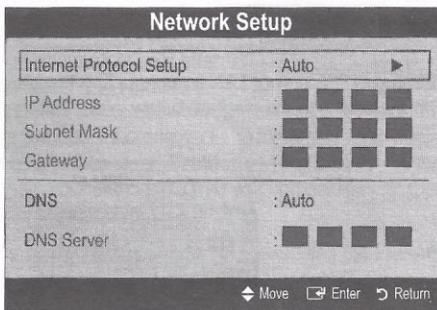 Network Setup
Internet Protocol Setup : Auto ▶
IP Address :
Subnet Mask :
Gateway :
DNS : Auto
DNS Server :
Move Enter Return